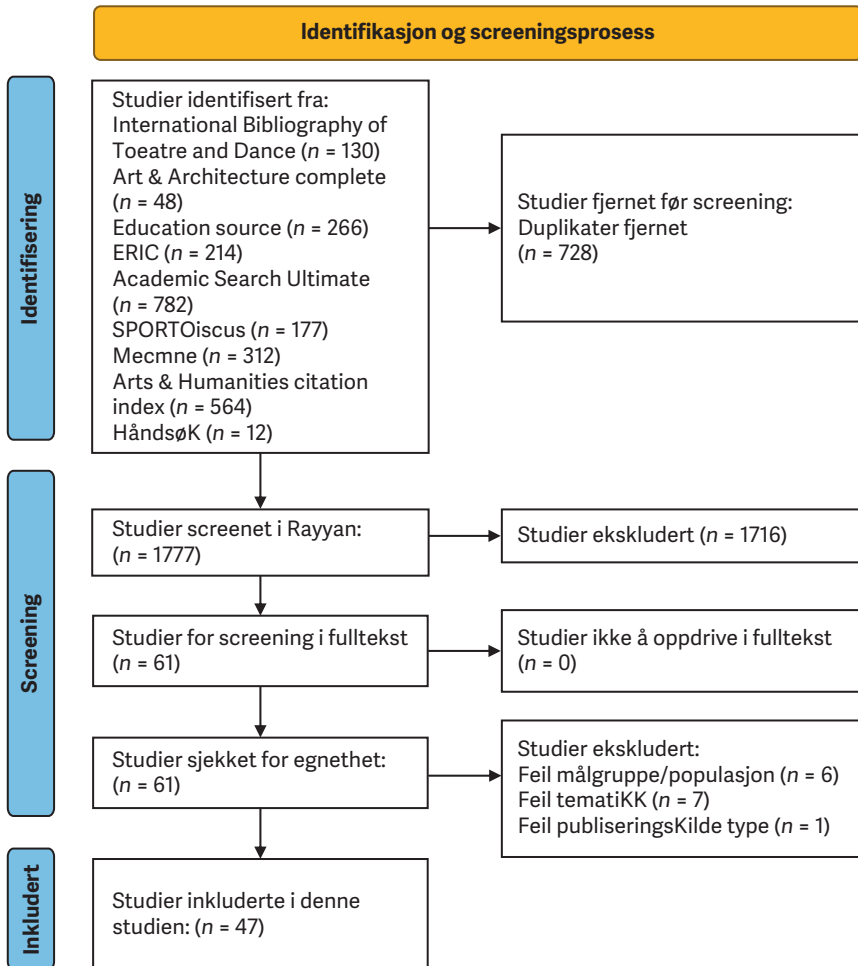 Identifikasjon og screeningsprosess
Identifisering
Studier identifisert fra:
International Bibliography of
Toeatre and Dance (n = 130)
Art & Architecture complete
(n = 48)
Education source (n = 266)
ERIC (n = 214)
Academic Search Ultimate
(n = 782)
SPORTOiscus (n = 177)
Mecmne (n = 312)
Arts & Humanities citation
index (n = 564)
HåndsøK (n = 12)
Studier fjernet før screening:
Duplikater fjernet
(n = 728)
Screening
Studier screenet i Rayyan:
(n = 1777)
Studier ekskludert (n = 1716)
Studier for screening i fulltekst
(n = 61)
Studier ikke å oppdrive i fulltekst
(n = 0)
Studier sjekket for egnethet:
(n = 61)
Studier ekskludert:
Feil målgruppe/populasjon (n = 6)
Feil tematiKK (n = 7)
Feil publiseringsKilde type (n = 1)
Inkludert
Studier inkluderte i denne
studien: (n = 47)